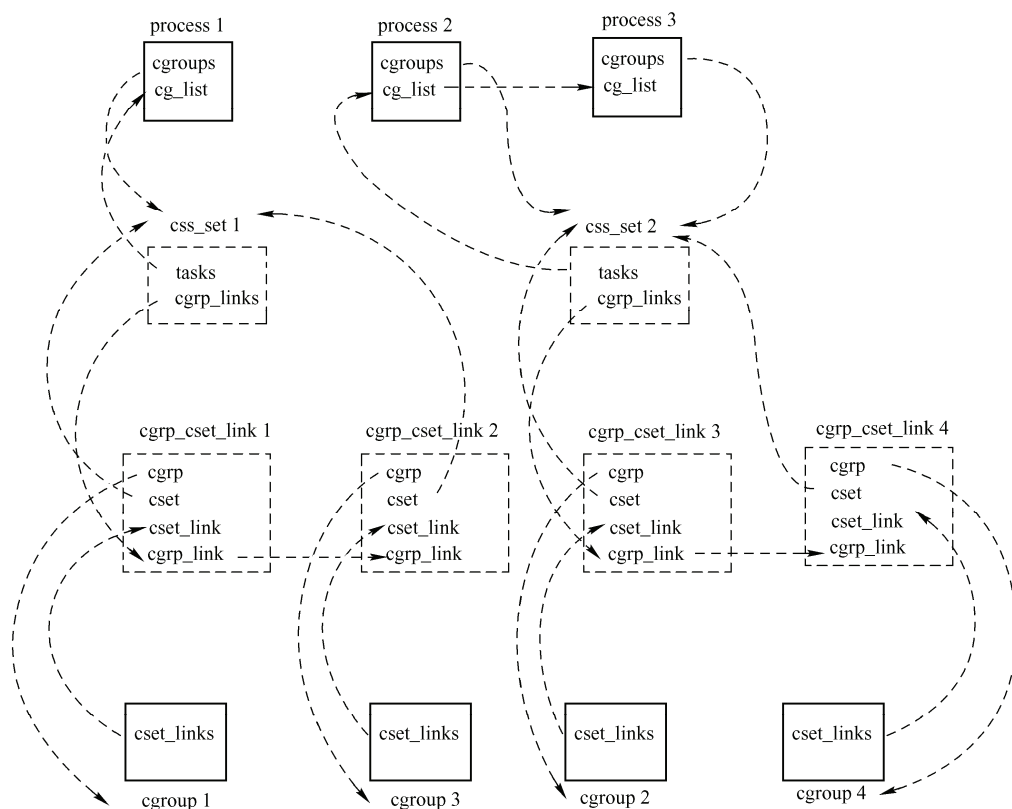 process 1
process 2
process 3
cgroups
cg_list
cgroups
cg_list
cgroups
cg_list
css_set 1
css_set 2
tasks
cgrp_links
tasks
cgrp_links
cgrp_cset_link 1
cgrp_cset_link 2
cgrp_cset_link 3
cgrp_cset_link 4
cgrp
cset
cset_link
cgrp_link
cgrp
cset
cset_link
cgrp_link
cgrp
cset
cset_link
cgrp_link
cgrp
cset
cset_link
cgrp_link
cset_links
cset_links
cset_links
cset_links
cgroup 1
cgroup 3
cgroup 2
cgroup 4